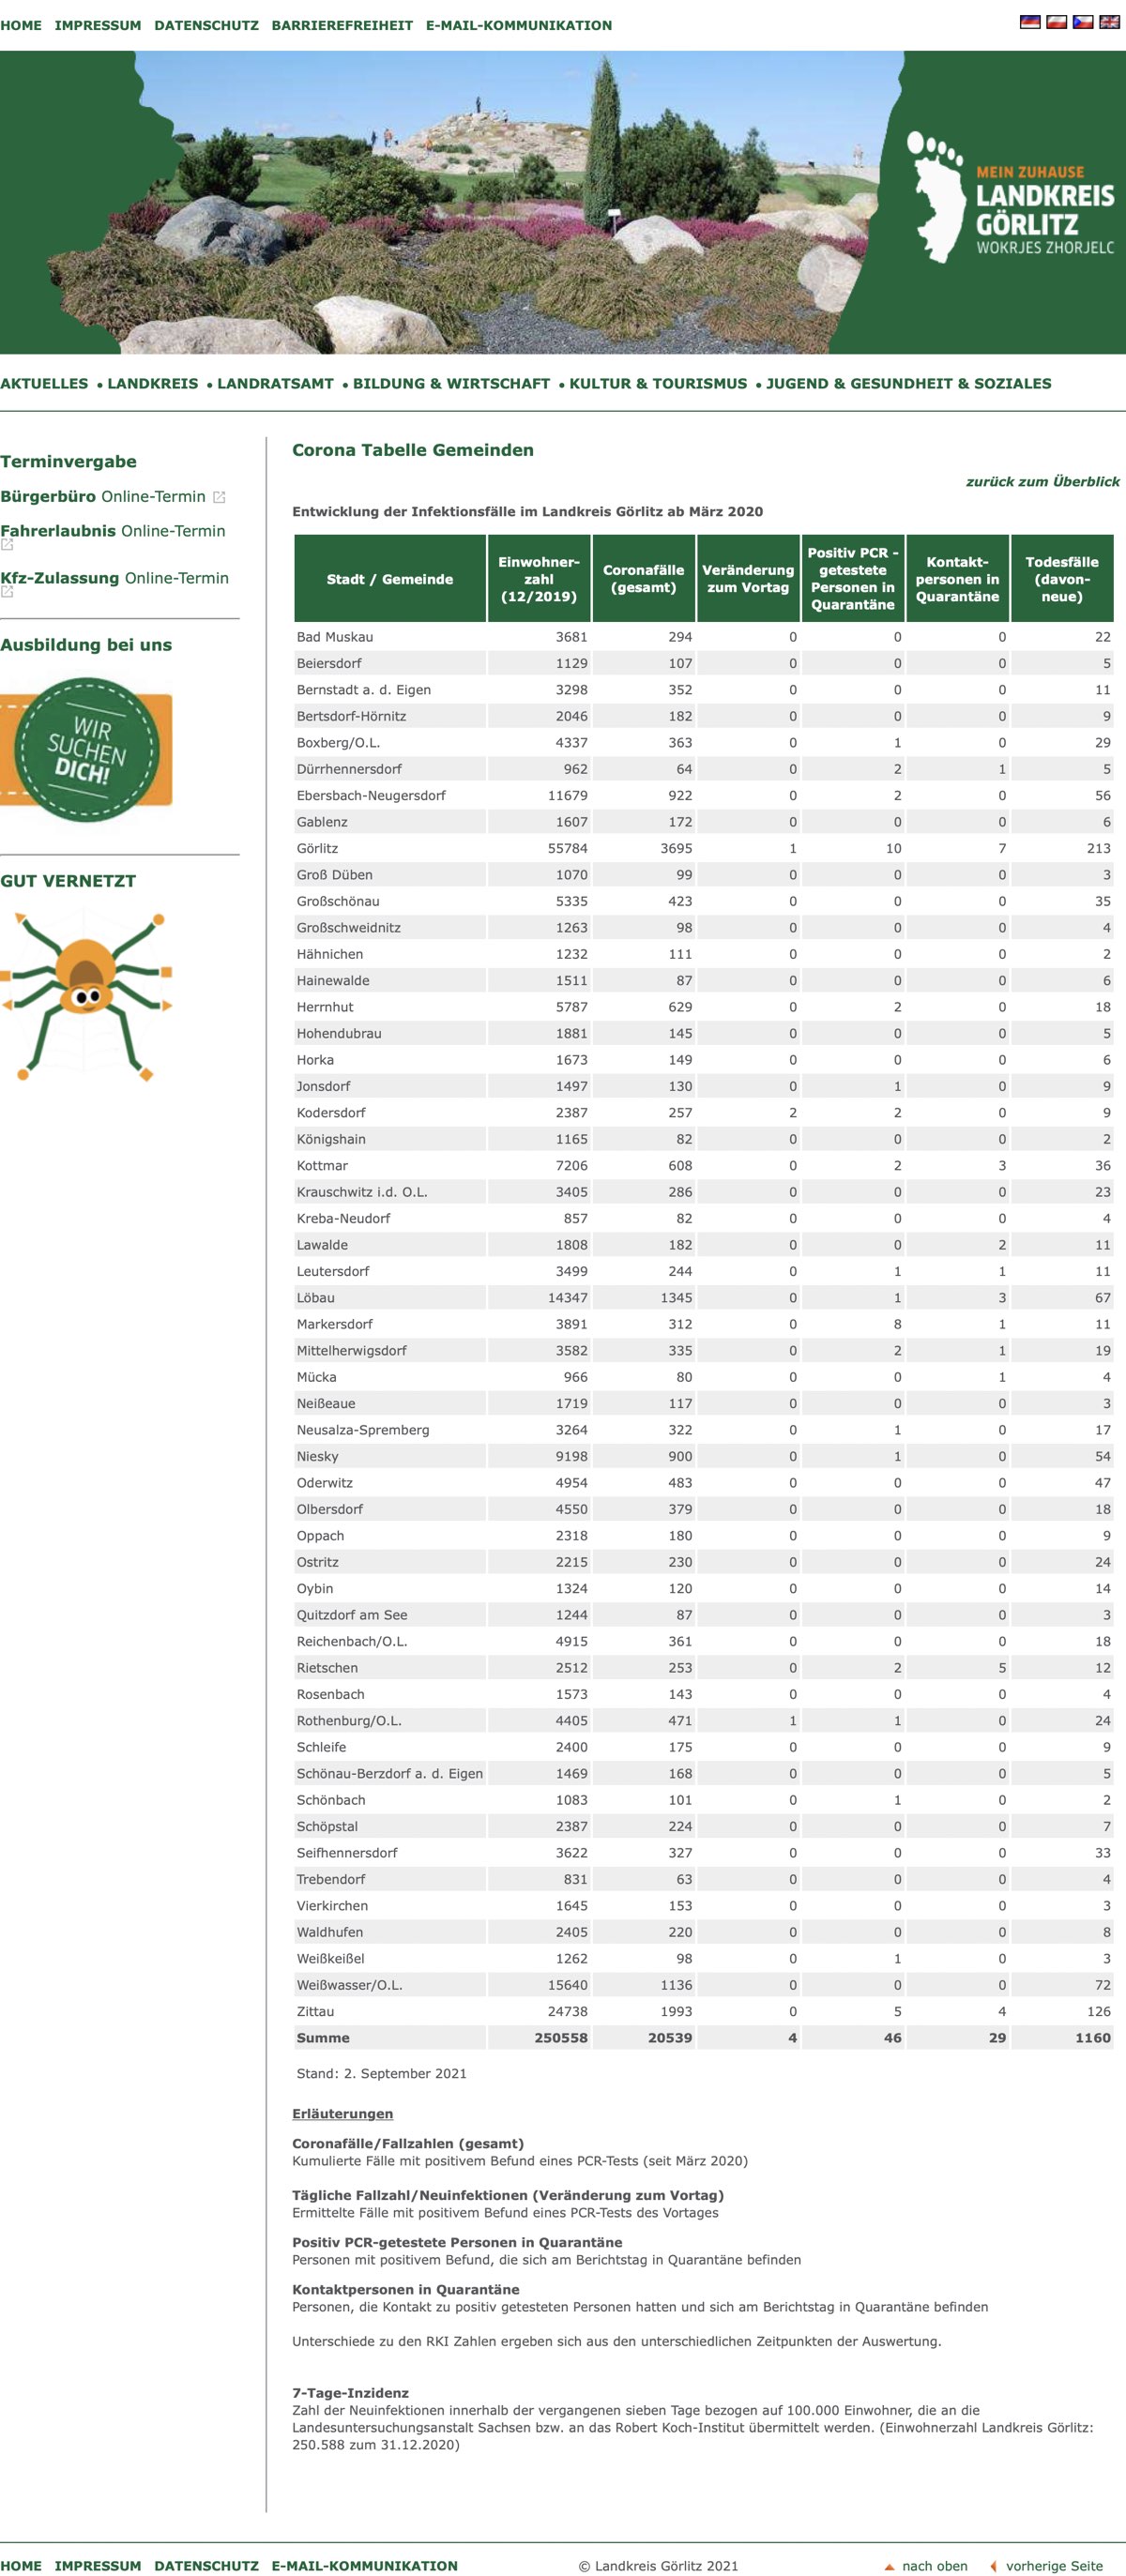 HOME IMPRESSUM DATENSCHUTZ BARRIEREFREIHEIT E-MAIL-KOMMUNIKATION
MEIN ZUHAUSE
LANDKREIS
GÖRLITZ
WOKRJES ZHORJELC
AKTUELLES • LANDKREIS • LANDRATSAMT • BILDUNG & WIRTSCHAFT • KULTUR & TOURISMUS • JUGEND & GESUNDHEIT & SOZIALES
Terminvergabe
Bürgerbüro Online-Termin
Fahrerlaubnis Online-Termin
Kfz-Zulassung Online-Termin
Ausbildung bei uns
WIR
SUCHEN
DICH!
GUT VERNETZT
Corona Tabelle Gemeinden
zurück zum Überblick
Entwicklung der Infektionsfälle im Landkreis Görlitz ab März 2020
Stadt / Gemeinde Einwohner-zahl (12/2019) Coronafälle (gesamt) Veränderung zum Vortag Positiv PCR - getestete Personen in Quarantäne Kontakt-personen in Quarantäne Todesfälle (davon-neue)
Bad Muskau 3681 294 0 0 0 22
Beiersdorf 1129 107 0 0 0 5
Bernstadt a. d. Eigen 3298 352 0 0 0 11
Bertsdorf-Hörnitz 2046 182 0 0 0 9
Boxberg/O.L. 4337 363 0 1 0 29
Dürrhennersdorf 962 64 0 2 1 5
Ebersbach-Neugersdorf 11679 922 0 2 0 56
Gablenz 1607 172 0 0 0 6
Görlitz 55784 3695 1 10 7 213
Groß Düben 1070 99 0 0 0 3
Großschönau 5335 423 0 0 0 35
Großschweidnitz 1263 98 0 0 0 4
Hähnichen 1232 111 0 0 0 2
Hainewalde 1511 87 0 0 0 6
Herrnhut 5787 629 0 2 0 18
Hohendubrau 1881 145 0 0 0 5
Horka 1673 149 0 0 0 6
Jonsdorf 1497 130 0 1 0 9
Kodersdorf 2387 257 2 2 0 9
Königshain 1165 82 0 0 0 2
Kottmar 7206 608 0 2 3 36
Krauschwitz i.d. O.L. 3405 286 0 0 0 23
Kreba-Neudorf 857 82 0 0 0 4
Lawalde 1808 182 0 0 2 11
Leutersdorf 3499 244 0 1 1 11
Löbau 14347 1345 0 1 3 67
Markersdorf 3891 312 0 8 1 11
Mittelherwigsdorf 3582 335 0 2 1 19
Mücka 966 80 0 0 1 4
Neißeaue 1719 117 0 0 0 3
Neusalza-Spremberg 3264 322 0 1 0 17
Niesky 9198 900 0 1 0 54
Oderwitz 4954 483 0 0 0 47
Olbersdorf 4550 379 0 0 0 18
Oppach 2318 180 0 0 0 9
Ostritz 2215 230 0 0 0 24
Oybin 1324 120 0 0 0 14
Quitzdorf am See 1244 87 0 0 0 3
Reichenbach/O.L. 4915 361 0 0 0 18
Rietschen 2512 253 0 2 5 12
Rosenbach 1573 143 0 0 0 4
Rothenburg/O.L. 4405 471 1 1 0 24
Schleife 2400 175 0 0 0 9
Schönau-Berzdorf a. d. Eigen 1469 168 0 0 0 5
Schönbach 1083 101 0 1 0 2
Schöpstal 2387 224 0 0 0 7
Seifhennersdorf 3622 327 0 0 0 33
Trebendorf 831 63 0 0 0 4
Vierkirchen 1645 153 0 0 0 3
Waldhufen 2405 220 0 0 0 8
Weißkeißel 1262 98 0 1 0 3
Weißwasser/O.L. 15640 1136 0 0 0 72
Zittau 24738 1993 0 5 4 126
Summe 250558 20539 4 46 29 1160
Stand: 2. September 2021
Erläuterungen
Coronafälle/Fallzahlen (gesamt)
Kumulierte Fälle mit positivem Befund eines PCR-Tests (seit März 2020)
Tägliche Fallzahl/Neuinfektionen (Veränderung zum Vortag)
Ermittelte Fälle mit positivem Befund eines PCR-Tests des Vortages
Positiv PCR-getestete Personen in Quarantäne
Personen mit positivem Befund, die sich am Berichtstag in Quarantäne befinden
Kontaktpersonen in Quarantäne
Personen, die Kontakt zu positiv getesteten Personen hatten und sich am Berichtstag in Quarantäne befinden
Unterschiede zu den RKI Zahlen ergeben sich aus den unterschiedlichen Zeitpunkten der Auswertung.
7-Tage-Inzidenz
Zahl der Neuinfektionen innerhalb der vergangenen sieben Tage bezogen auf 100.000 Einwohner, die an die
Landesuntersuchungsanstalt Sachsen bzw. an das Robert Koch-Institut übermittelt werden. (Einwohnerzahl Landkreis Görlitz:
250.588 zum 31.12.2020)
HOME IMPRESSUM DATENSCHUTZ E-MAIL-KOMMUNIKATION © Landkreis Görlitz 2021 nach oben vorherige Seite